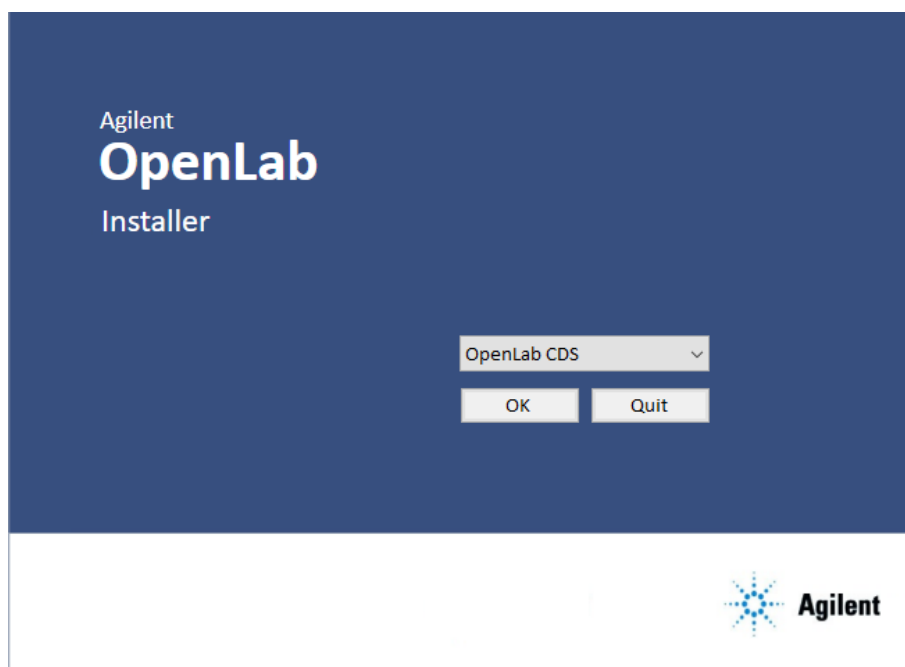 Agilent
OpenLab
Installer
OpenLab CDS
OK Quit
Agilent